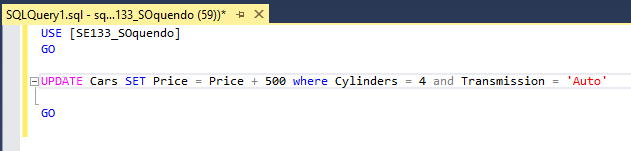 SQLQuery1.sql - sq...133_SOquendo (59))*
USE [SE133_SOquendo]
GO
UPDATE Cars SET Price = Price + 500 where Cylinders = 4 and Transmission = 'Auto'
GO